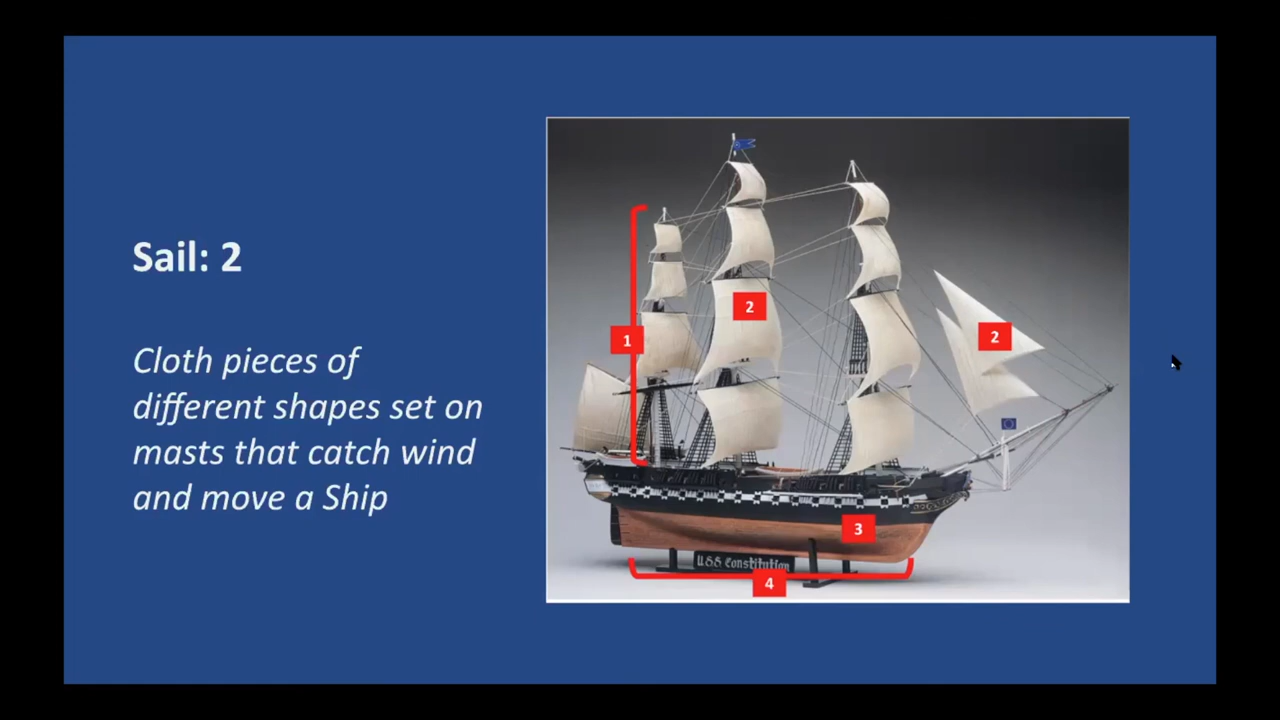 Sail: 2
Cloth pieces of
different shapes set on
masts that catch wind
and move a Ship
1
2
2
3
USS Constitution
4